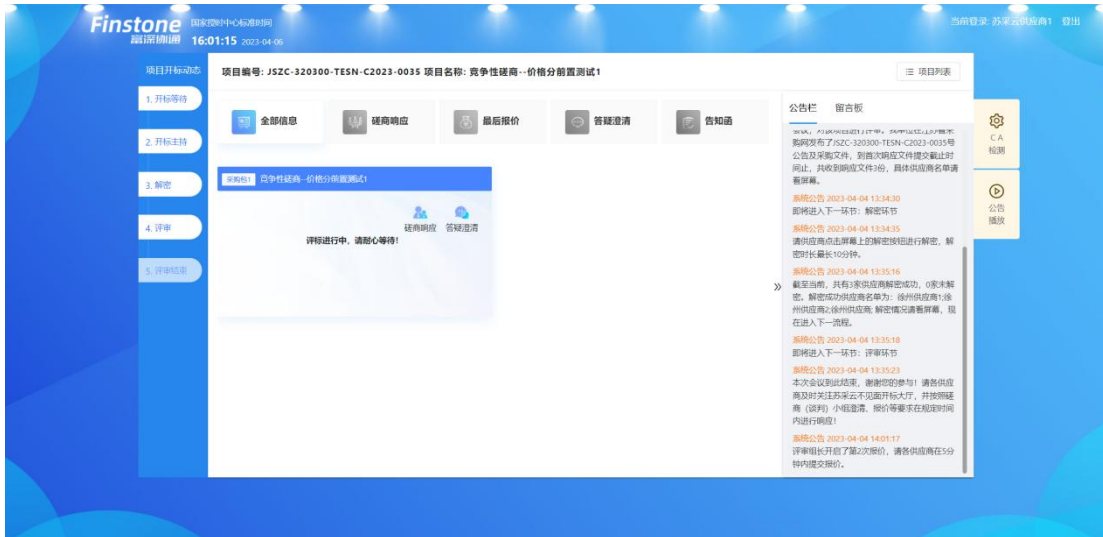 Finstone
富深协通
国家授时中心标准时间
16:01:15 2023-04-06
当前登录: 苏采云供应商1 登出
项目开标动态
1. 开标等待
2. 开标主持
3. 解密
4. 评审
5. 评审结束
项目编号: JSZC-320300-TESN-C2023-0035 项目名称: 竞争性磋商--价格分前置测试1
项目列表
全部信息
磋商响应
最后报价
答疑澄清
告知函
采购包1 竞争性磋商--价格分前置测试1
磋商响应 答疑澄清
评标进行中，请耐心等待!
公告栏 留言板
购网发布了JSZC-320300-TESN-C2023-0035号
公告及采购文件，到首次响应文件提交截止时
间止，共收到响应文件3份，具体供应商名单请
看屏幕。
系统公告 2023-04-04 13:34:30
即将进入下一环节：解密环节
系统公告 2023-04-04 13:34:35
请供应商点击屏幕上的解密按钮进行解密，解
密时长最长10分钟。
系统公告 2023-04-04 13:35:16
截至当前，共有3家供应商解密成功，0家未解
密。解密成功供应商名单为：徐州供应商1;徐
州供应商2;徐州供应商; 解密情况请看屏幕，现
在进入下一流程。
系统公告 2023-04-04 13:35:18
即将进入下一环节：评审环节
系统公告 2023-04-04 13:35:23
本次会议到此结束，谢谢您的参与！请各供应
商及时关注苏采云不见面开标大厅，并按照磋
商（谈判）小组澄清、报价等要求在规定时间
内进行响应！
系统公告 2023-04-04 14:01:17
评审组长开启了第2次报价，请各供应商在5分
钟内提交报价。
CA
检测
公告
播放